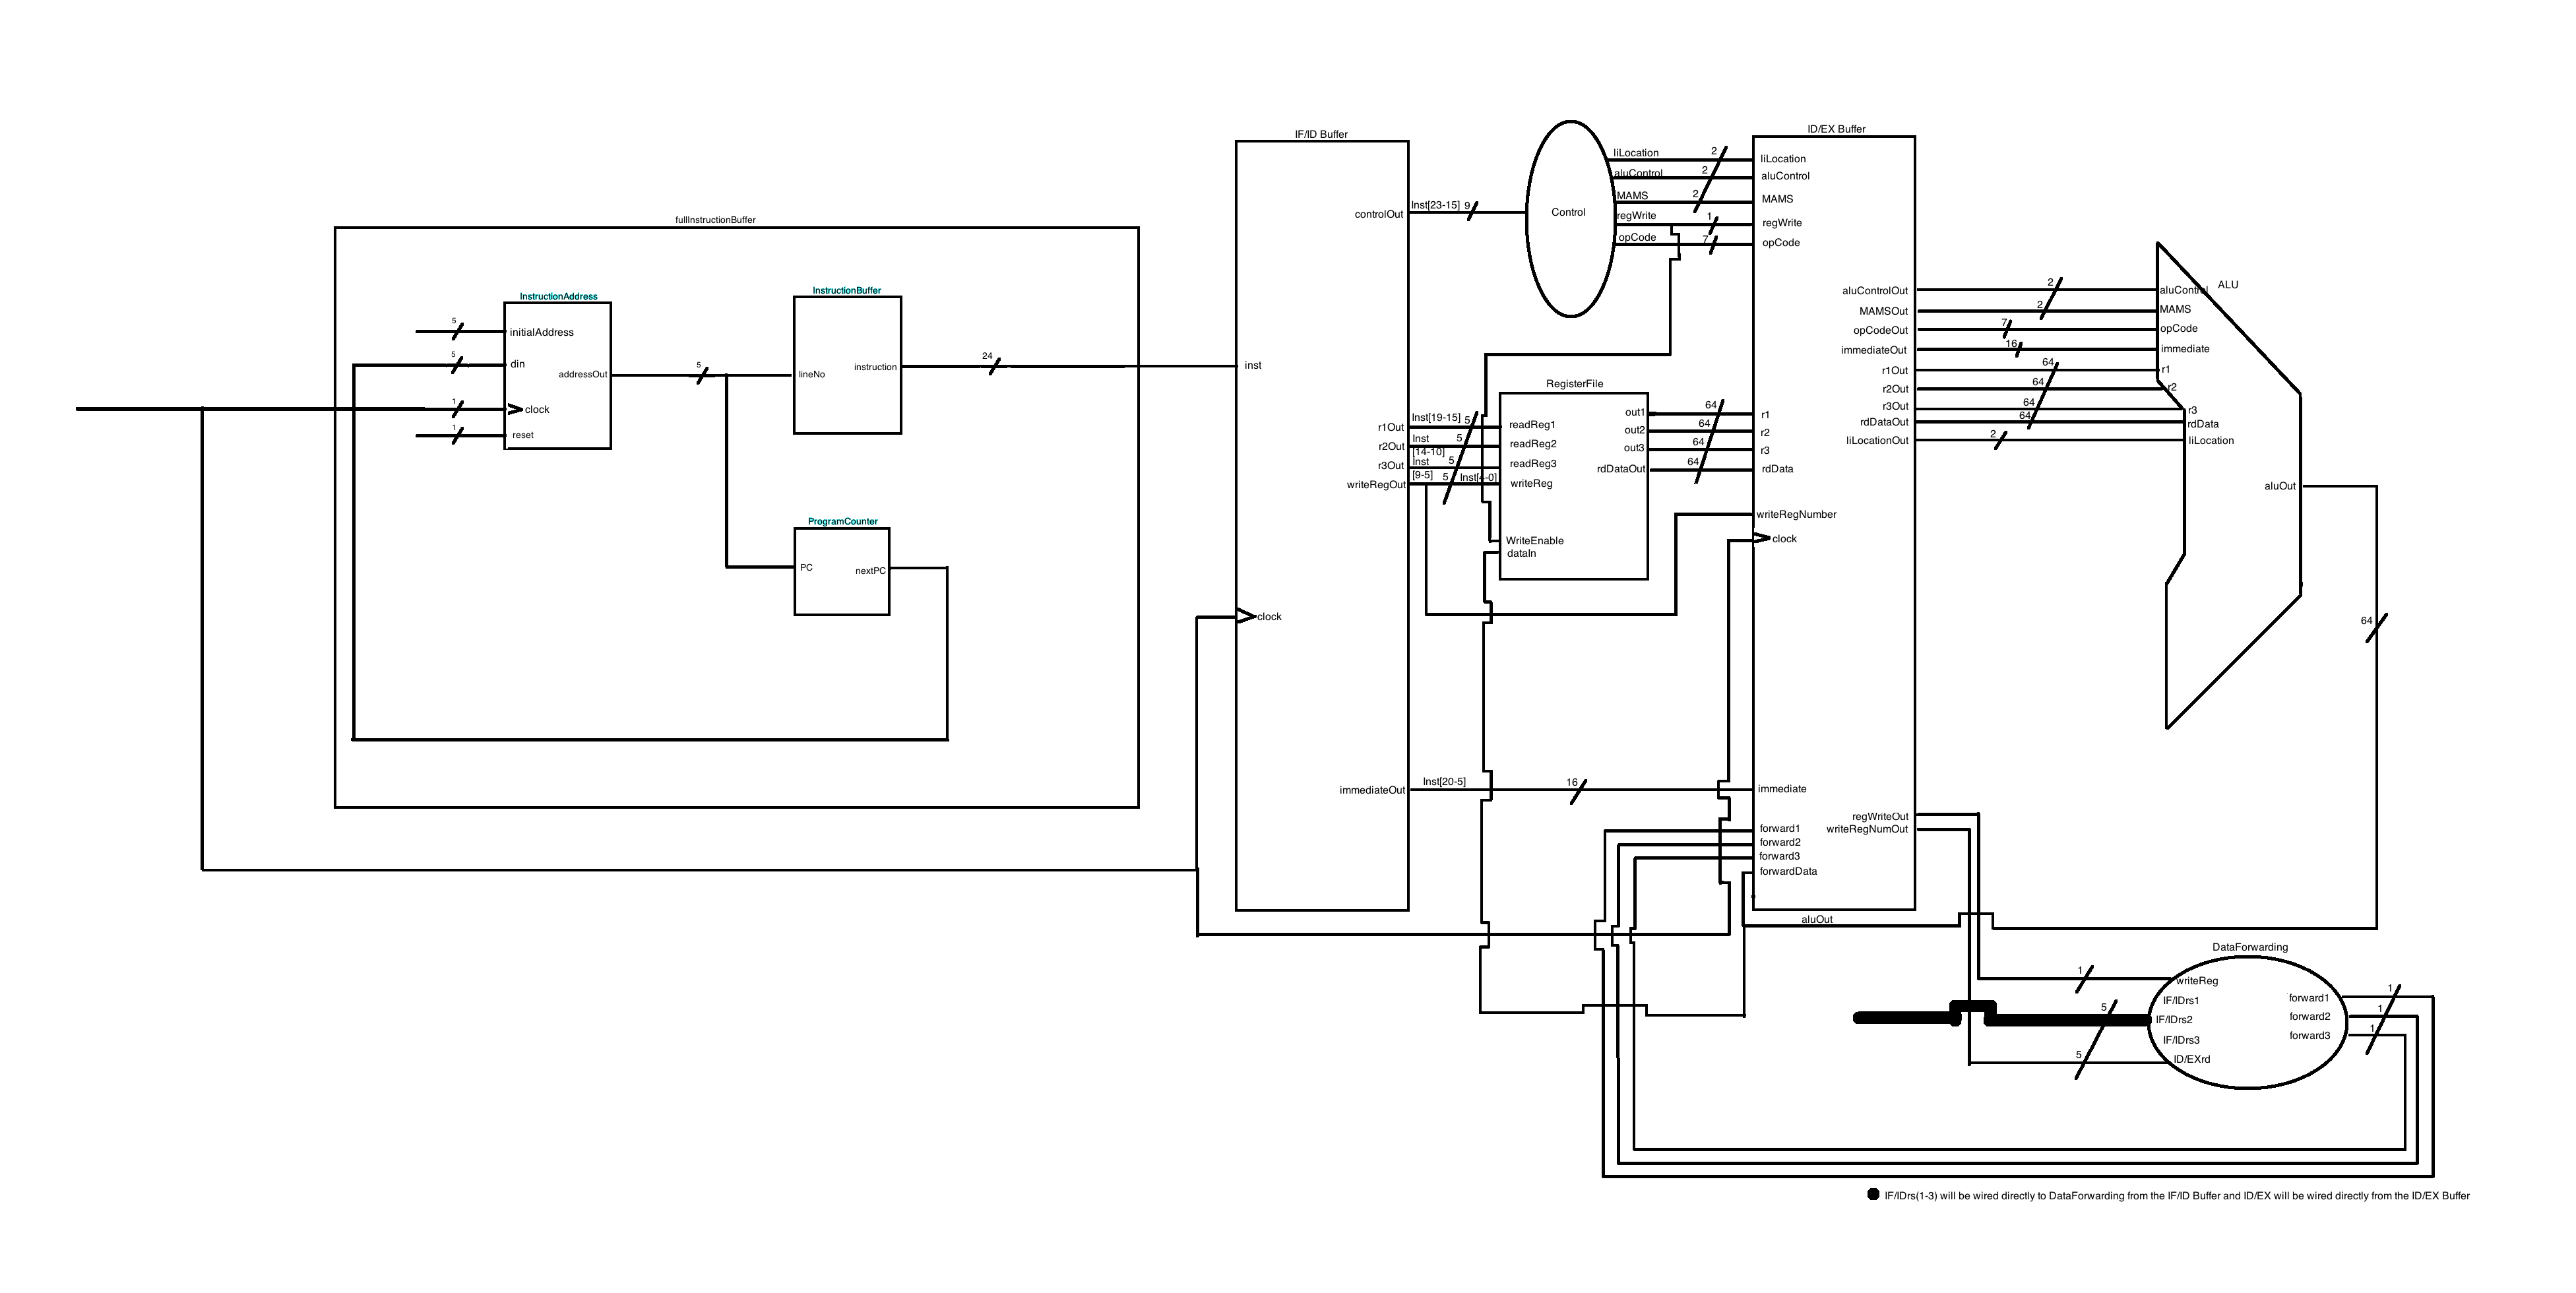 fullInstructionBuffer
InstructionAddress
5
initialAddress
5
din
addressOut
1
clock
1
reset
5
InstructionBuffer
lineNo
instruction
24
ProgramCounter
PC
nextPC
IF/ID Buffer
controlOut
inst
r1Out
r2Out
r3Out
writeRegOut
clock
immediateOut
Inst[23-15] 9
Control
liLocation 2
aluControl 2
MAMS 2
regWrite 1
opCode 7
RegisterFile
Inst[19-15] 5
Inst 5
[14-10]
Inst 5
[9-5] 5 Inst[4-0]
readReg1
readReg2
readReg3
writeReg
WriteEnable
dataIn
out1
out2
out3
rdDataOut
64
64
64
64
Inst[20-5] 16
ID/EX Buffer
liLocation
aluControl
MAMS
regWrite
opCode
r1
r2
r3
rdData
writeRegNumber
clock
immediate
forward1
forward2
forward3
forwardData
aluControlOut
MAMSOut
opCodeOut
immediateOut
r1Out
r2Out
r3Out
rdDataOut
liLocationOut
regWriteOut
writeRegNumOut
2
2
7
16
64
64
64
64
2
ALU
aluControl
MAMS
opCode
immediate
r1
r2
r3
rdData
liLocation
aluOut
64
aluOut
DataForwarding
1
5
5
writeReg
IF/IDrs1
IF/IDrs2
IF/IDrs3
ID/EXrd
forward1
forward2
forward3
1
1
1
IF/IDrs(1-3) will be wired directly to DataForwarding from the IF/ID Buffer and ID/EX will be wired directly from the ID/EX Buffer